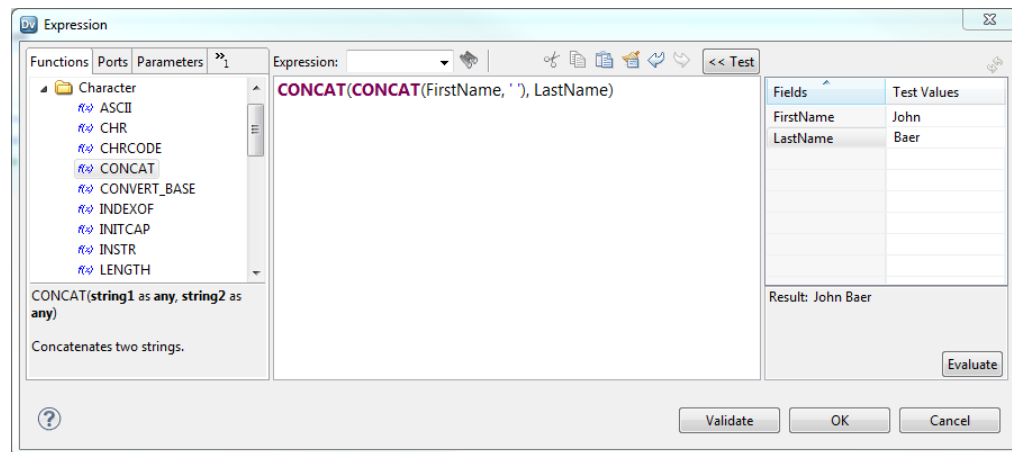 Dv Expression
Functions Ports Parameters »1
Character
f(x) ASCII
f(x) CHR
f(x) CHRCODE
f(x) CONCAT
f(x) CONVERT_BASE
f(x) INDEXOF
f(x) INITCAP
f(x) INSTR
f(x) LENGTH
CONCAT(string1 as any, string2 as
any)
Concatenates two strings.
Expression: << Test
CONCAT(CONCAT(FirstName, ' '), LastName)
Fields Test Values
FirstName John
LastName Baer
Result: John Baer
Evaluate
? Validate OK Cancel